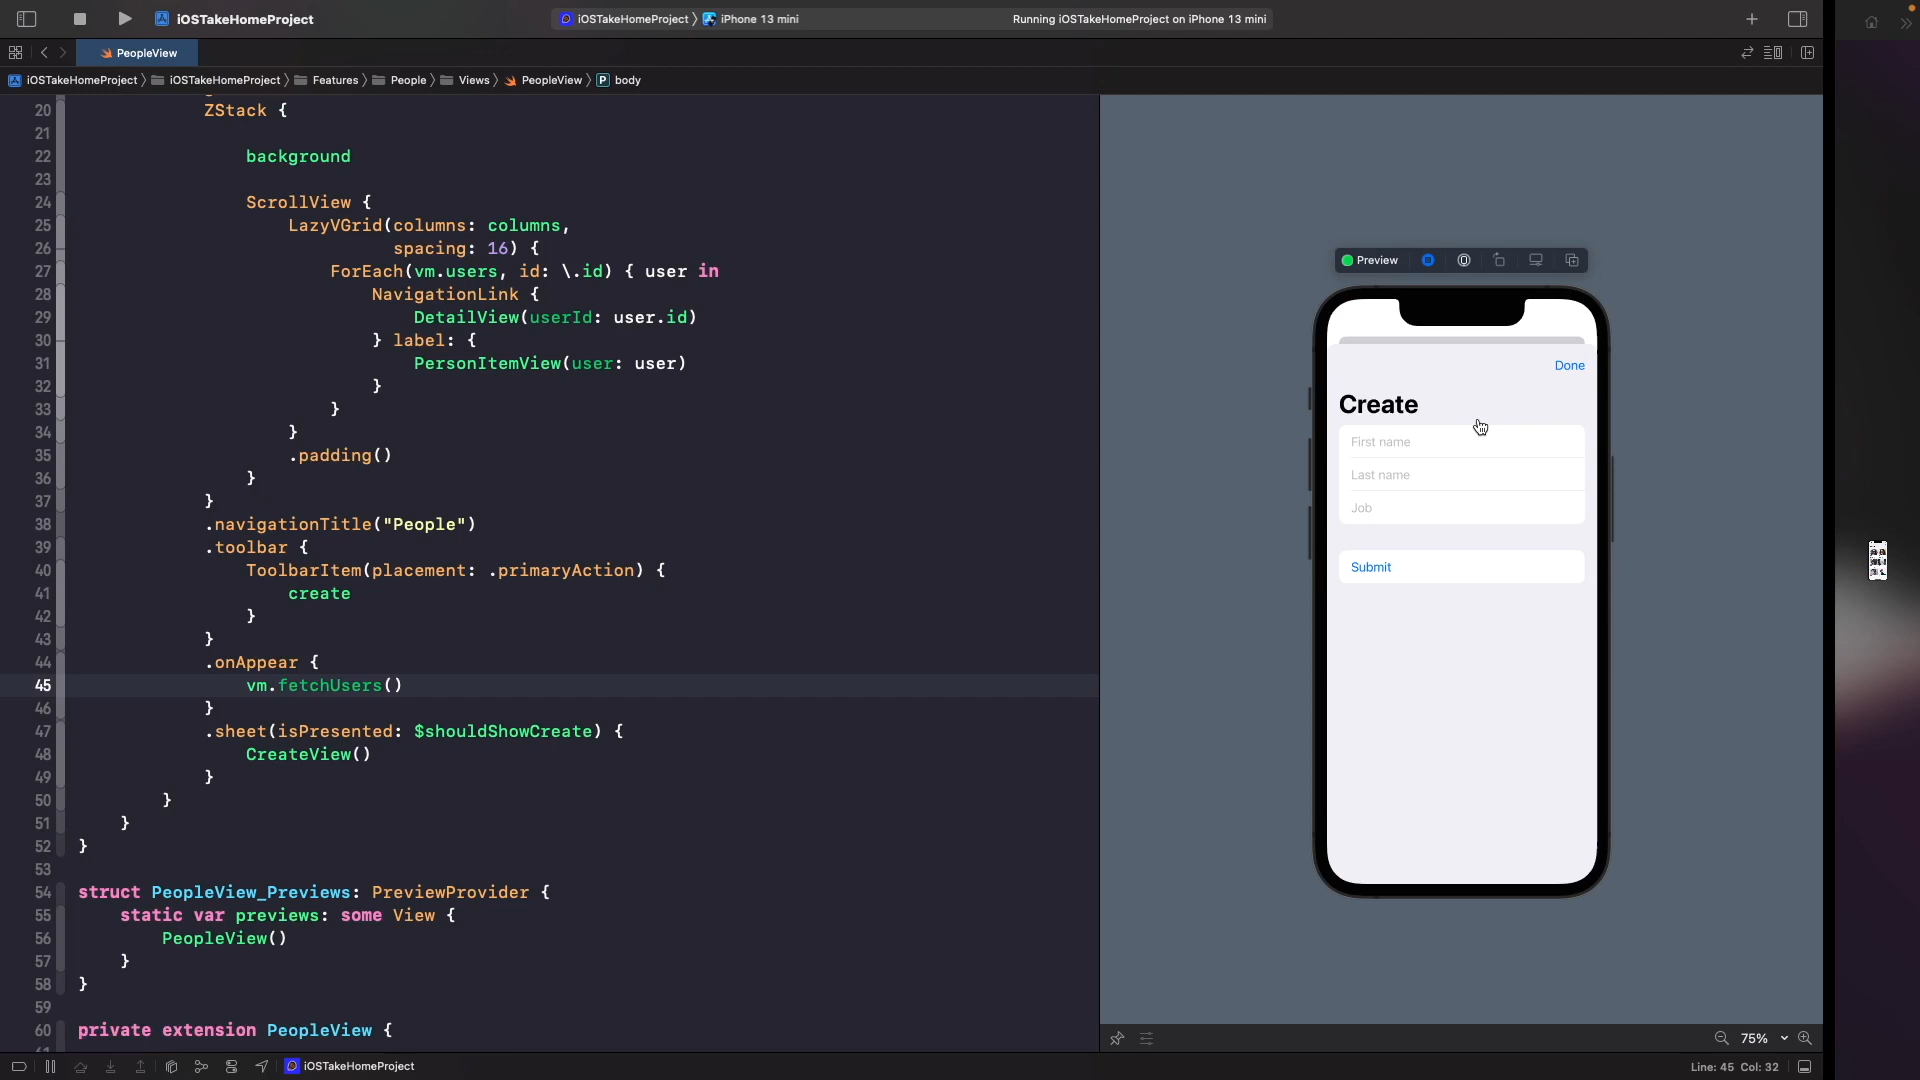 iOSTakeHomeProject
iOSTakeHomeProject iPhone 13 mini
Running iOSTakeHomeProject on iPhone 13 mini
PeopleView
iOSTakeHomeProject iOSTakeHomeProject Features People Views PeopleView P body
20 ZStack {
21
22 background
23
24 ScrollView {
25 LazyVGrid(columns: columns,
26 spacing: 16) {
27 ForEach(vm.users, id: \.id) { user in
28 NavigationLink {
29 DetailView(userId: user.id)
30 } label: {
31 PersonItemView(user: user)
32 }
33 }
34 }
35 .padding()
36 }
37 }
38 .navigationTitle("People")
39 .toolbar {
40 ToolbarItem(placement: .primaryAction) {
41 create
42 }
43 }
44 .onAppear {
45 vm.fetchUsers()
46 }
47 .sheet(isPresented: $shouldShowCreate) {
48 CreateView()
49 }
50 }
51 }
52 }
53
54 struct PeopleView_Previews: PreviewProvider {
55 static var previews: some View {
56 PeopleView()
57 }
58 }
59
60 private extension PeopleView {
Preview
Done
Create
First name
Last name
Job
Submit
75%
iOSTakeHomeProject
Line: 45 Col: 32